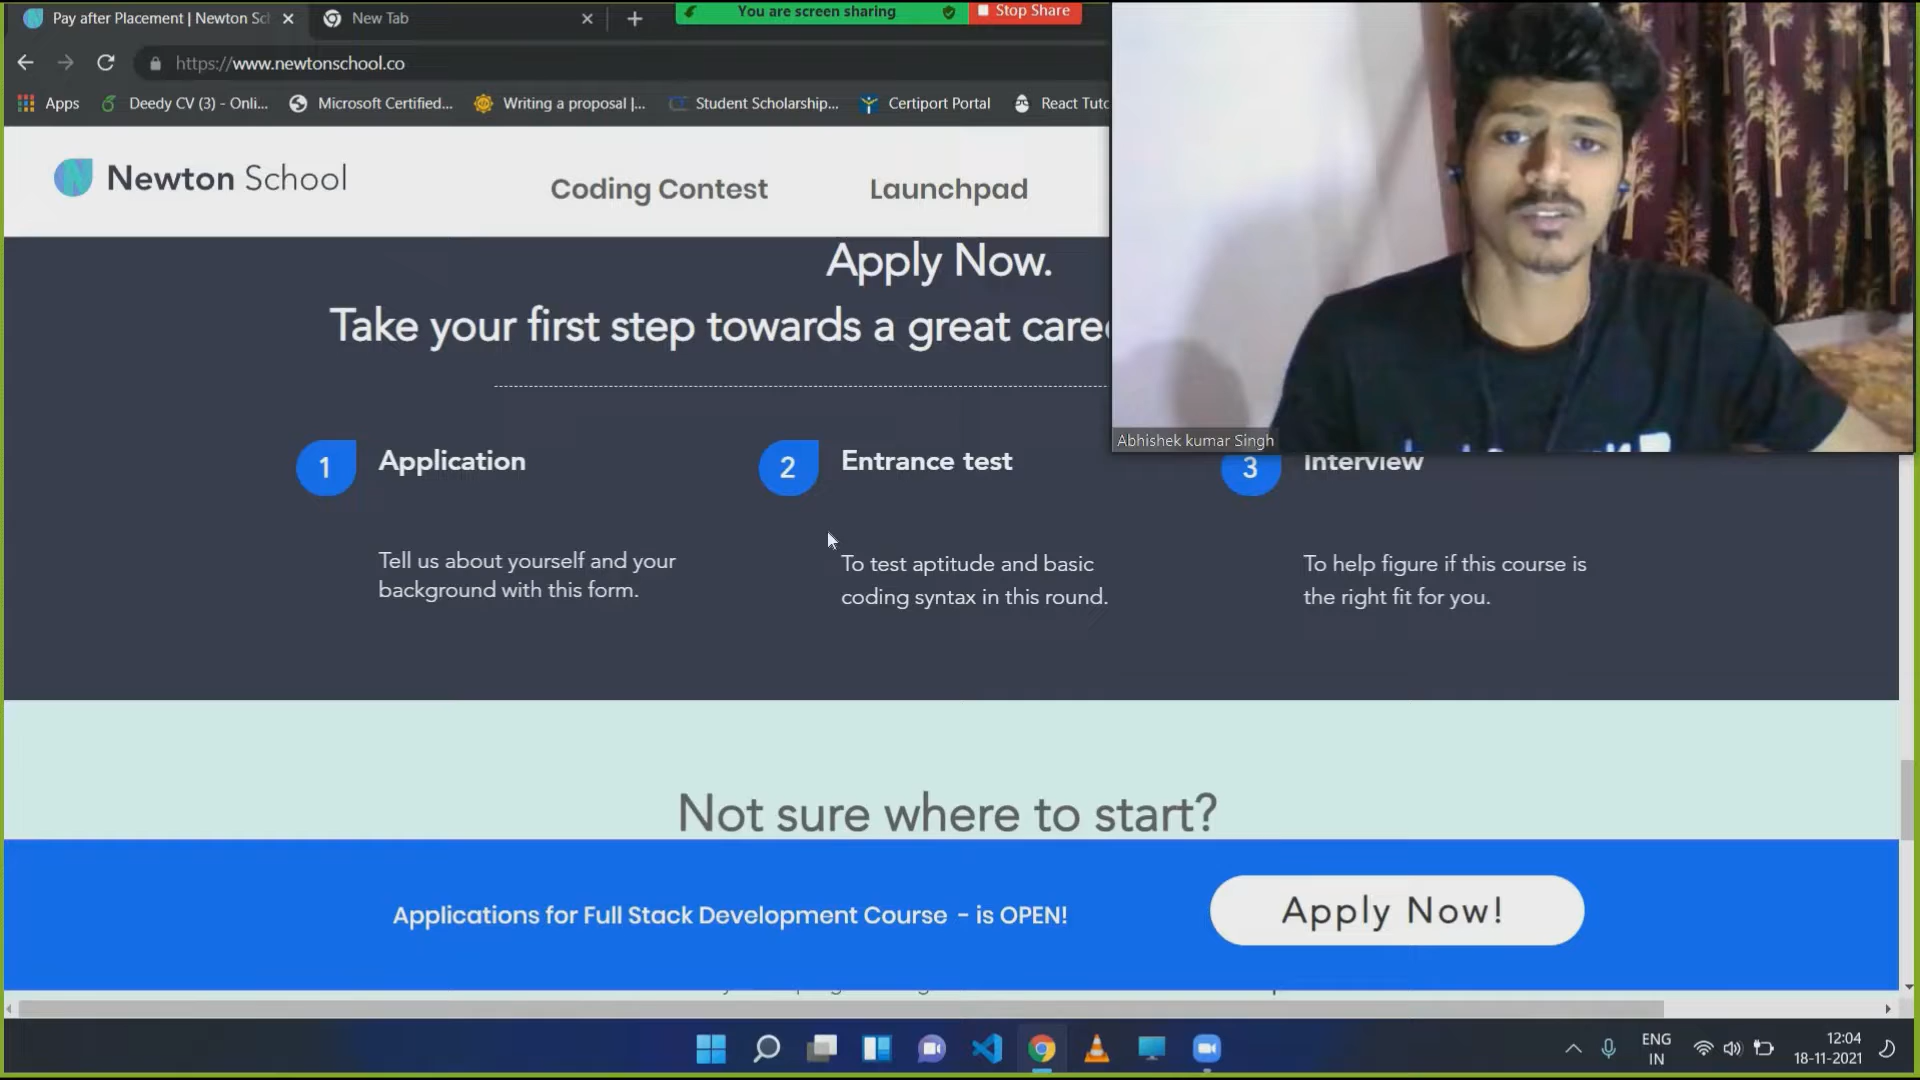 Pay after Placement | Newton Sc
New Tab
You are screen sharing
Stop Share
https://www.newtonschool.co
Apps
Deedy CV (3) - Onli...
Microsoft Certified...
Writing a proposal |...
Student Scholarship...
Certiport Portal
React Tuto
Newton School
Coding Contest
Launchpad
Apply Now.
Take your first step towards a great caree
Abhishek kumar Singh
1
Application
2
Entrance test
3
Interview
Tell us about yourself and your
background with this form.
To test aptitude and basic
coding syntax in this round.
To help figure if this course is
the right fit for you.
Not sure where to start?
Applications for Full Stack Development Course - is OPEN!
Apply Now!
ENG
IN
12:04
18-11-2021